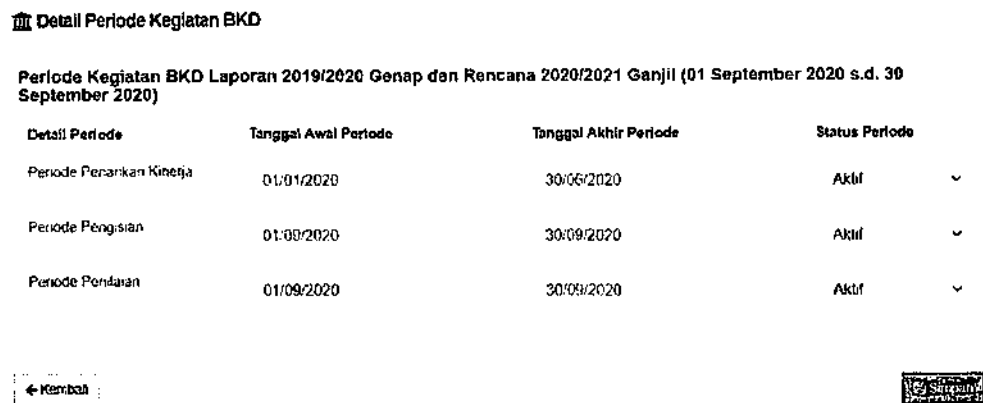 Detail Periode Kegiatan BKD
Periode Kegiatan BKD Laporan 2019/2020 Genap dan Rencana 2020/2021 Ganjil (01 September 2020 s.d. 30
September 2020)
Detail Periode Tanggal Awal Periode Tanggal Akhir Periode Status Periode
Periode Penarikan Kinerja 01/01/2020 30/06/2020 Aktif
Periode Pengisian 01/09/2020 30/09/2020 Aktif
Periode Penilaian 01/09/2020 30/09/2020 Aktif
Kembali Simpan